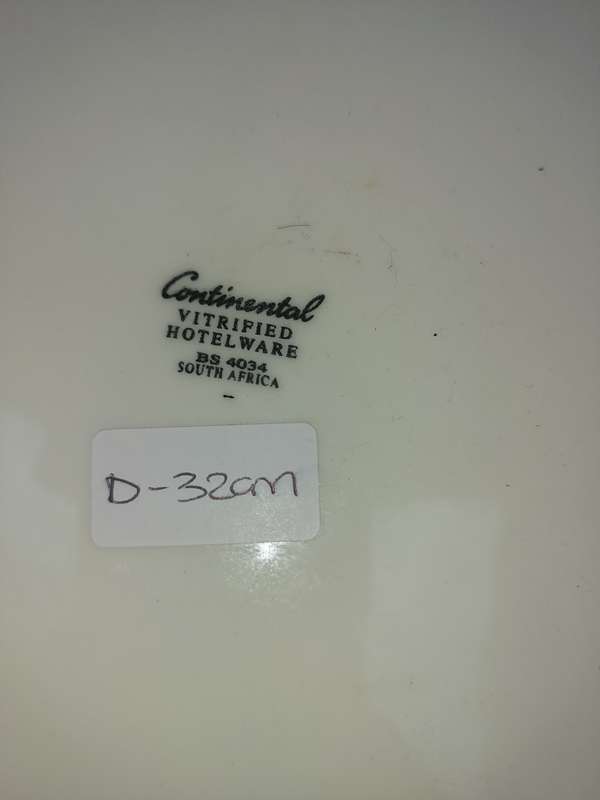 Continental
VITRIFIED
HOTELWARE
BS 4034
SOUTH AFRICA
-
D-32cm